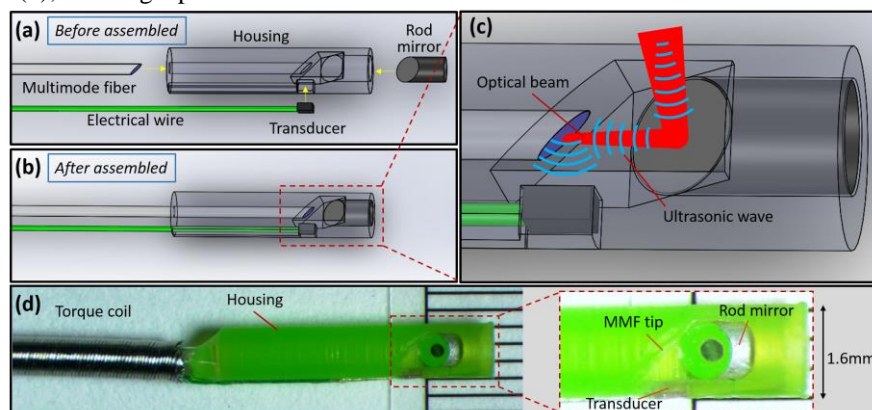 (a)
Before assembled
Housing
Rod
mirror
Multimode fiber
Electrical wire
Transducer
(b)
After assembled
(c)
Optical beam
Ultrasonic wave
(d)
Torque coil
Housing
MMF tip
Rod mirror
Transducer
1.6mm